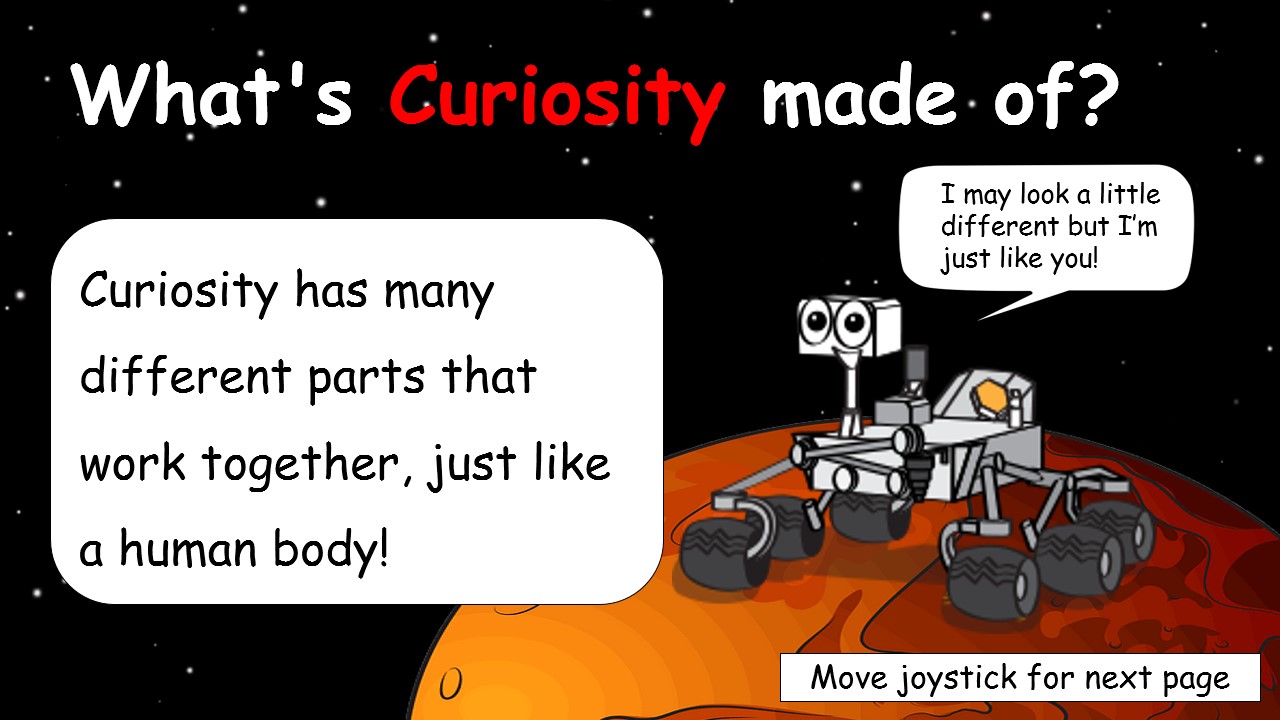 What's Curiosity made of?
I may look a little
different but I'm
just like you!
Curiosity has many
different parts that
work together, just like
a human body!
Move joystick for next page